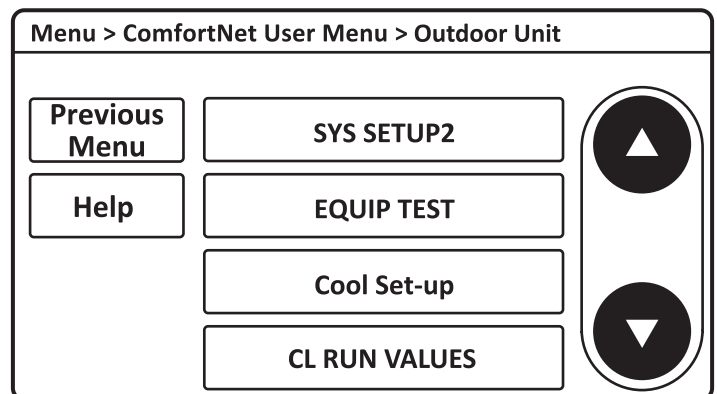 Menu > ComfortNet User Menu > Outdoor Unit
Previous
Menu
SYS SETUP2
Help
EQUIP TEST
Cool Set-up
CL RUN VALUES